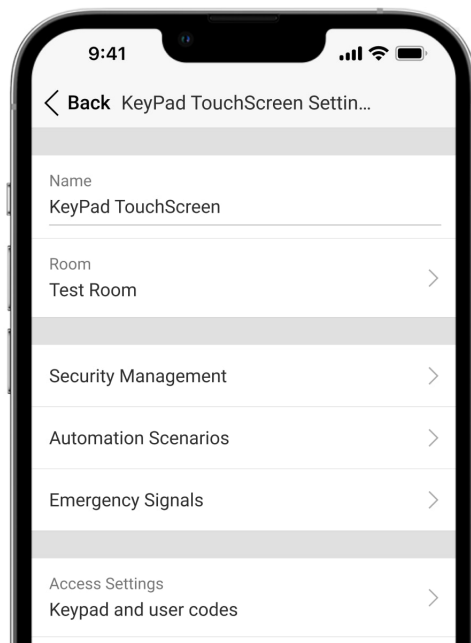 9:41
Back KeyPad TouchScreen Settin...
Name
KeyPad TouchScreen
Room
Test Room
Security Management
Automation Scenarios
Emergency Signals
Access Settings
Keypad and user codes